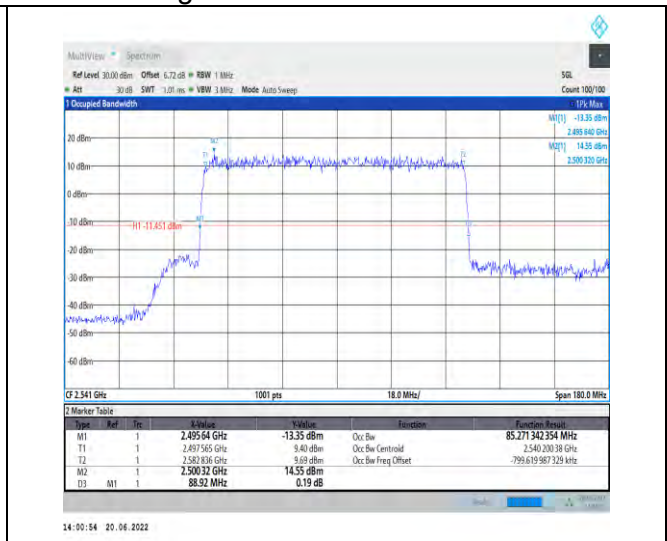 MultiView Spectrum
Ref Level 30.00 dBm Offset 6.72 dB RBW 1 MHz SGL
Att 30 dB SWT 1.01 ms VBW 3 MHz Mode Auto Sweep Count 100/100
1 Occupied Bandwidth 1Pk Max
M1[1] -13.35 dBm
2.495 640 GHz
M2[1] 14.55 dBm
2.500 320 GHz
M2
20 dBm
T1
10 dBm
0 dBm
M1
-10 dBm
H1 -11.451 dBm
-20 dBm
-30 dBm
-40 dBm
-50 dBm
-60 dBm
CF 2.541 GHz 1001 pts 18.0 MHz/ Span 180.0 MHz
2 Marker Table
Type Ref Trc X-Value Y-Value Function Function Result
M1 1 2.49564 GHz -13.35 dBm Occ Bw 85.271 342 354 MHz
T1 1 2.497 565 GHz 9.40 dBm Occ Bw Centroid 2.540 200 38 GHz
T2 1 2.582 836 GHz 9.69 dBm Occ Bw Freq Offset -799.619 987 329 kHz
M2 1 2.50032 GHz 14.55 dBm
D3 M1 1 88.92 MHz 0.19 dB
14:00:54 20.06.2022